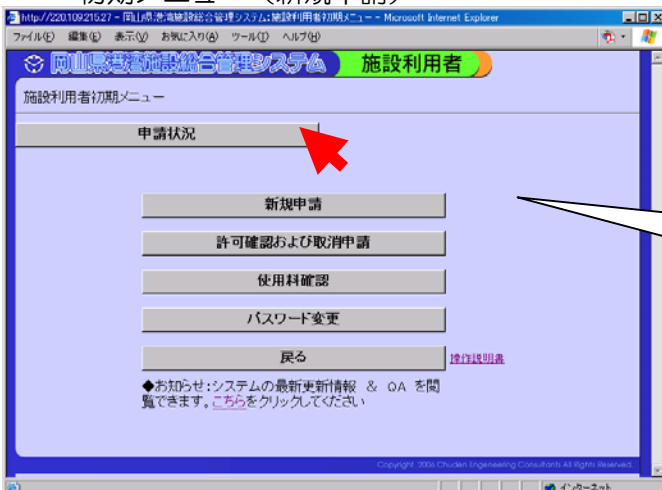 初期メニュー（新規申請）
http://220.109.215.27 - 岡山県港湾施設総合管理システム:施設利用者初期メニュー - Microsoft Internet Explorer
ファイル(F) 編集(E) 表示(V) お気に入り(A) ツール(T) ヘルプ(H)
岡山県港湾施設総合管理システム 施設利用者
施設利用者初期メニュー
申請状況
新規申請
許可確認および取消申請
使用料確認
パスワード変更
戻る 操作説明書
◆お知らせ:システムの最新更新情報 & QA を閲
覧できます。こちらをクリックしてください
Copyright 2006 Chuden Engeneering Consultants All Rights Reserved.
インターネット